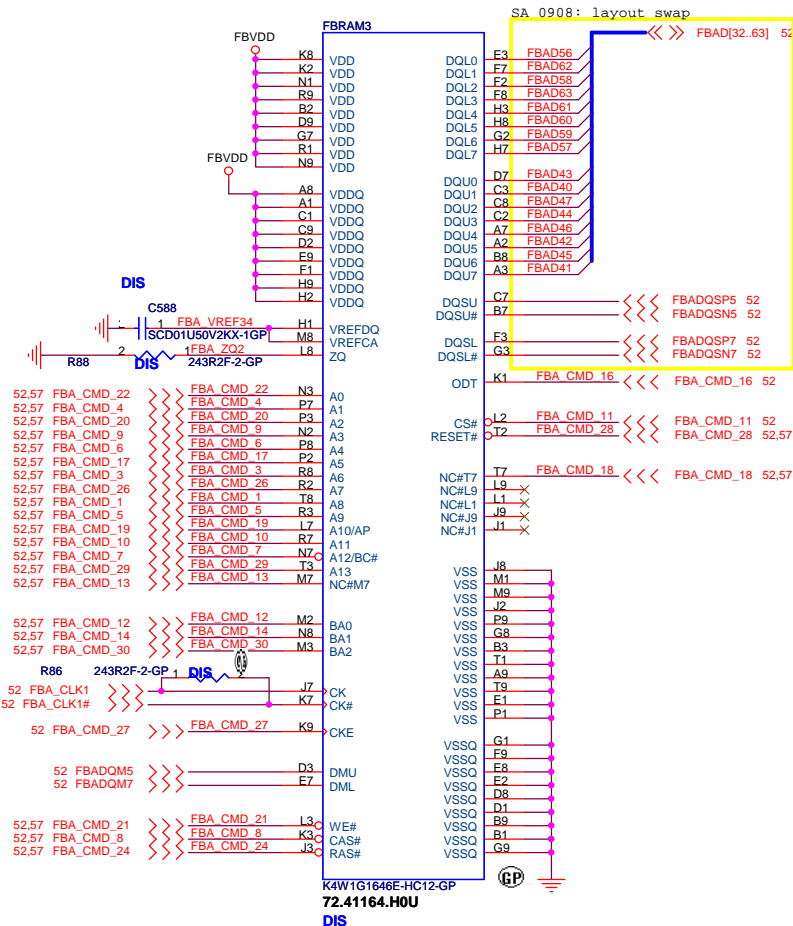 SA 0908: layout swap
FBRAM3
FBVDD
FBAD[32..63] 52
K8 VDD DQL0 E3 FBAD56
K2 VDD DQL1 F7 FBAD62
N1 VDD DQL2 F2 FBAD58
R9 VDD DQL3 F8 FBAD63
B2 VDD DQL4 H3 FBAD61
D9 VDD DQL5 H8 FBAD60
G7 VDD DQL6 G2 FBAD59
R1 VDD DQL7 H7 FBAD57
N9 VDD
FBVDD
DQU0 D7 FBAD43
A8 VDDQ DQU1 C3 FBAD40
A1 VDDQ DQU2 C8 FBAD47
C1 VDDQ DQU3 C2 FBAD44
C9 VDDQ DQU4 A7 FBAD46
D2 VDDQ DQU5 A2 FBAD42
E9 VDDQ DQU6 B8 FBAD45
F1 VDDQ DQU7 A3 FBAD41
H9 VDDQ
H2 VDDQ DQSU C7 FBADQSP5 52
DQSU# B7 FBADQSN5 52
DIS
C588
1 FBA_VREF34 H1 VREFDQ
SCD01U50V2KX-1GP M8 VREFCA DQSL F3 FBADQSP7 52
R88 2 1 FBA_ZQ2 L8 ZQ DQSL# G3 FBADQSN7 52
DIS 243R2F-2-GP
ODT K1 FBA_CMD_16 FBA_CMD_16 52
52,57 FBA_CMD_22 FBA_CMD_22 N3 A0
52,57 FBA_CMD_4 FBA_CMD_4 P7 A1
52,57 FBA_CMD_20 FBA_CMD_20 P3 A2 CS# L2 FBA_CMD_11 FBA_CMD_11 52
52,57 FBA_CMD_9 FBA_CMD_9 N2 A3 RESET# T2 FBA_CMD_28 FBA_CMD_28 52,57
52,57 FBA_CMD_6 FBA_CMD_6 P8 A4
52,57 FBA_CMD_17 FBA_CMD_17 P2 A5
52,57 FBA_CMD_3 FBA_CMD_3 R8 A6 NC#T7 T7 FBA_CMD_18 FBA_CMD_18 52,57
52,57 FBA_CMD_26 FBA_CMD_26 R2 A7 NC#L9 L9
52,57 FBA_CMD_1 FBA_CMD_1 T8 A8 NC#L1 L1
52,57 FBA_CMD_5 FBA_CMD_5 R3 A9 NC#J9 J9
52,57 FBA_CMD_19 FBA_CMD_19 L7 A10/AP NC#J1 J1
52,57 FBA_CMD_10 FBA_CMD_10 R7 A11
52,57 FBA_CMD_7 FBA_CMD_7 N7 A12/BC#
52,57 FBA_CMD_29 FBA_CMD_29 T3 A13 VSS J8
52,57 FBA_CMD_13 FBA_CMD_13 M7 NC#M7 VSS M1
VSS M9
VSS J2
52,57 FBA_CMD_12 FBA_CMD_12 M2 BA0 VSS P9
52,57 FBA_CMD_14 FBA_CMD_14 N8 BA1 VSS G8
52,57 FBA_CMD_30 FBA_CMD_30 M3 BA2 VSS B3
VSS T1
R86 243R2F-2-GP 1 DIS 2 VSS A9
52 FBA_CLK1 J7 CK VSS T9
52 FBA_CLK1# K7 CK# VSS E1
VSS P1
52 FBA_CMD_27 FBA_CMD_27 K9 CKE
VSSQ G1
VSSQ F9
52 FBADQM5 D3 DMU VSSQ E8
52 FBADQM7 E7 DML VSSQ E2
VSSQ D8
VSSQ D1
52,57 FBA_CMD_21 FBA_CMD_21 L3 WE# VSSQ B9
52,57 FBA_CMD_8 FBA_CMD_8 K3 CAS# VSSQ B1
52,57 FBA_CMD_24 FBA_CMD_24 J3 RAS# VSSQ G9
GP
K4W1G1646E-HC12-GP
72.41164.H0U
DIS